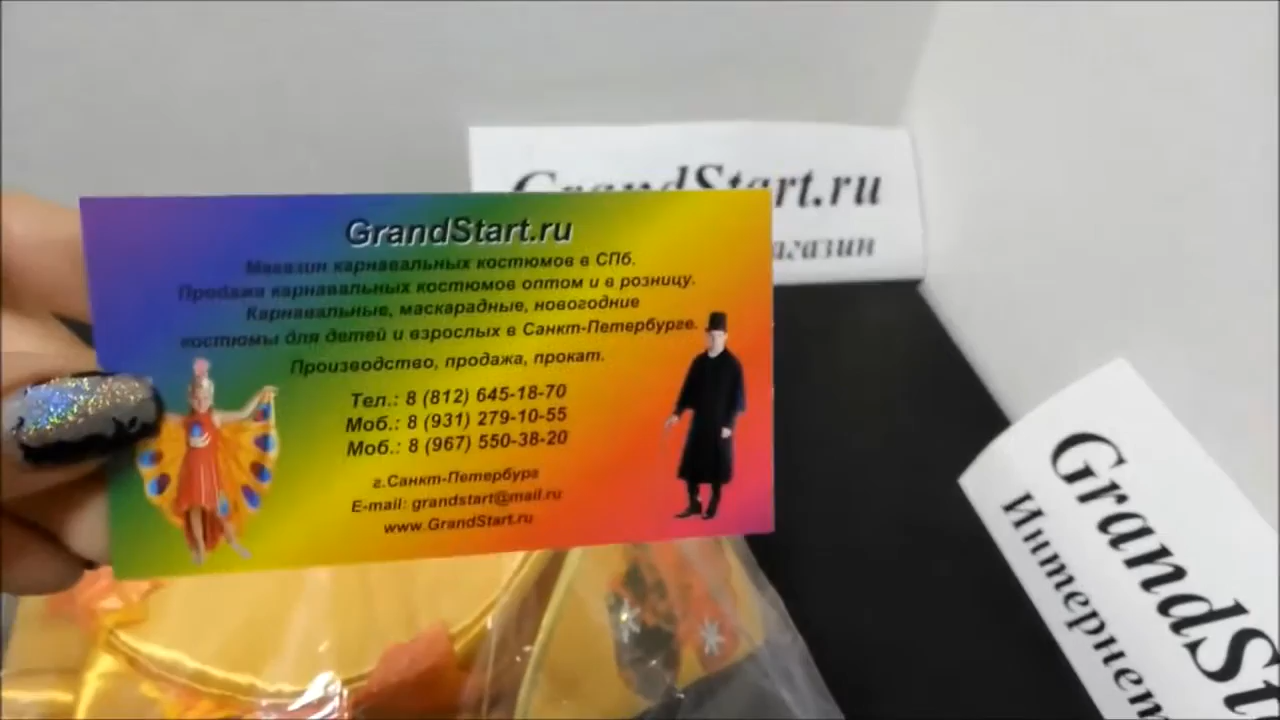 GrandStart.ru
Магазин карнавальных костюмов в СПб.
Продажа карнавальных костюмов оптом и в розницу.
Карнавальные, маскарадные, новогодние
костюмы для детей и взрослых в Санкт-Петербурге.
Производство, продажа, прокат.
Тел.: 8 (812) 645-18-70
Моб.: 8 (931) 279-10-55
Моб.: 8 (967) 550-38-20
г.Санкт-Петербург
E-mail: grandstart@mail.ru
www.GrandStart.ru
GrandStart.ru
агазин
GrandSt
Интернет